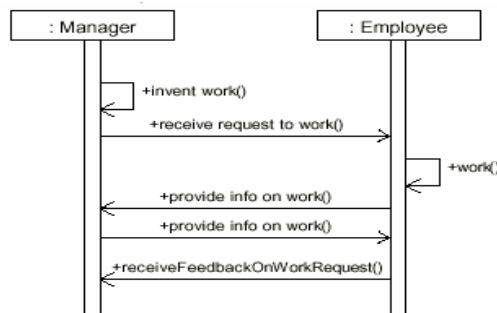 : Manager
: Employee
+invent work()
+receive request to work()
+work()
+provide info on work()
+provide info on work()
+receiveFeedbackOnWorkRequest()